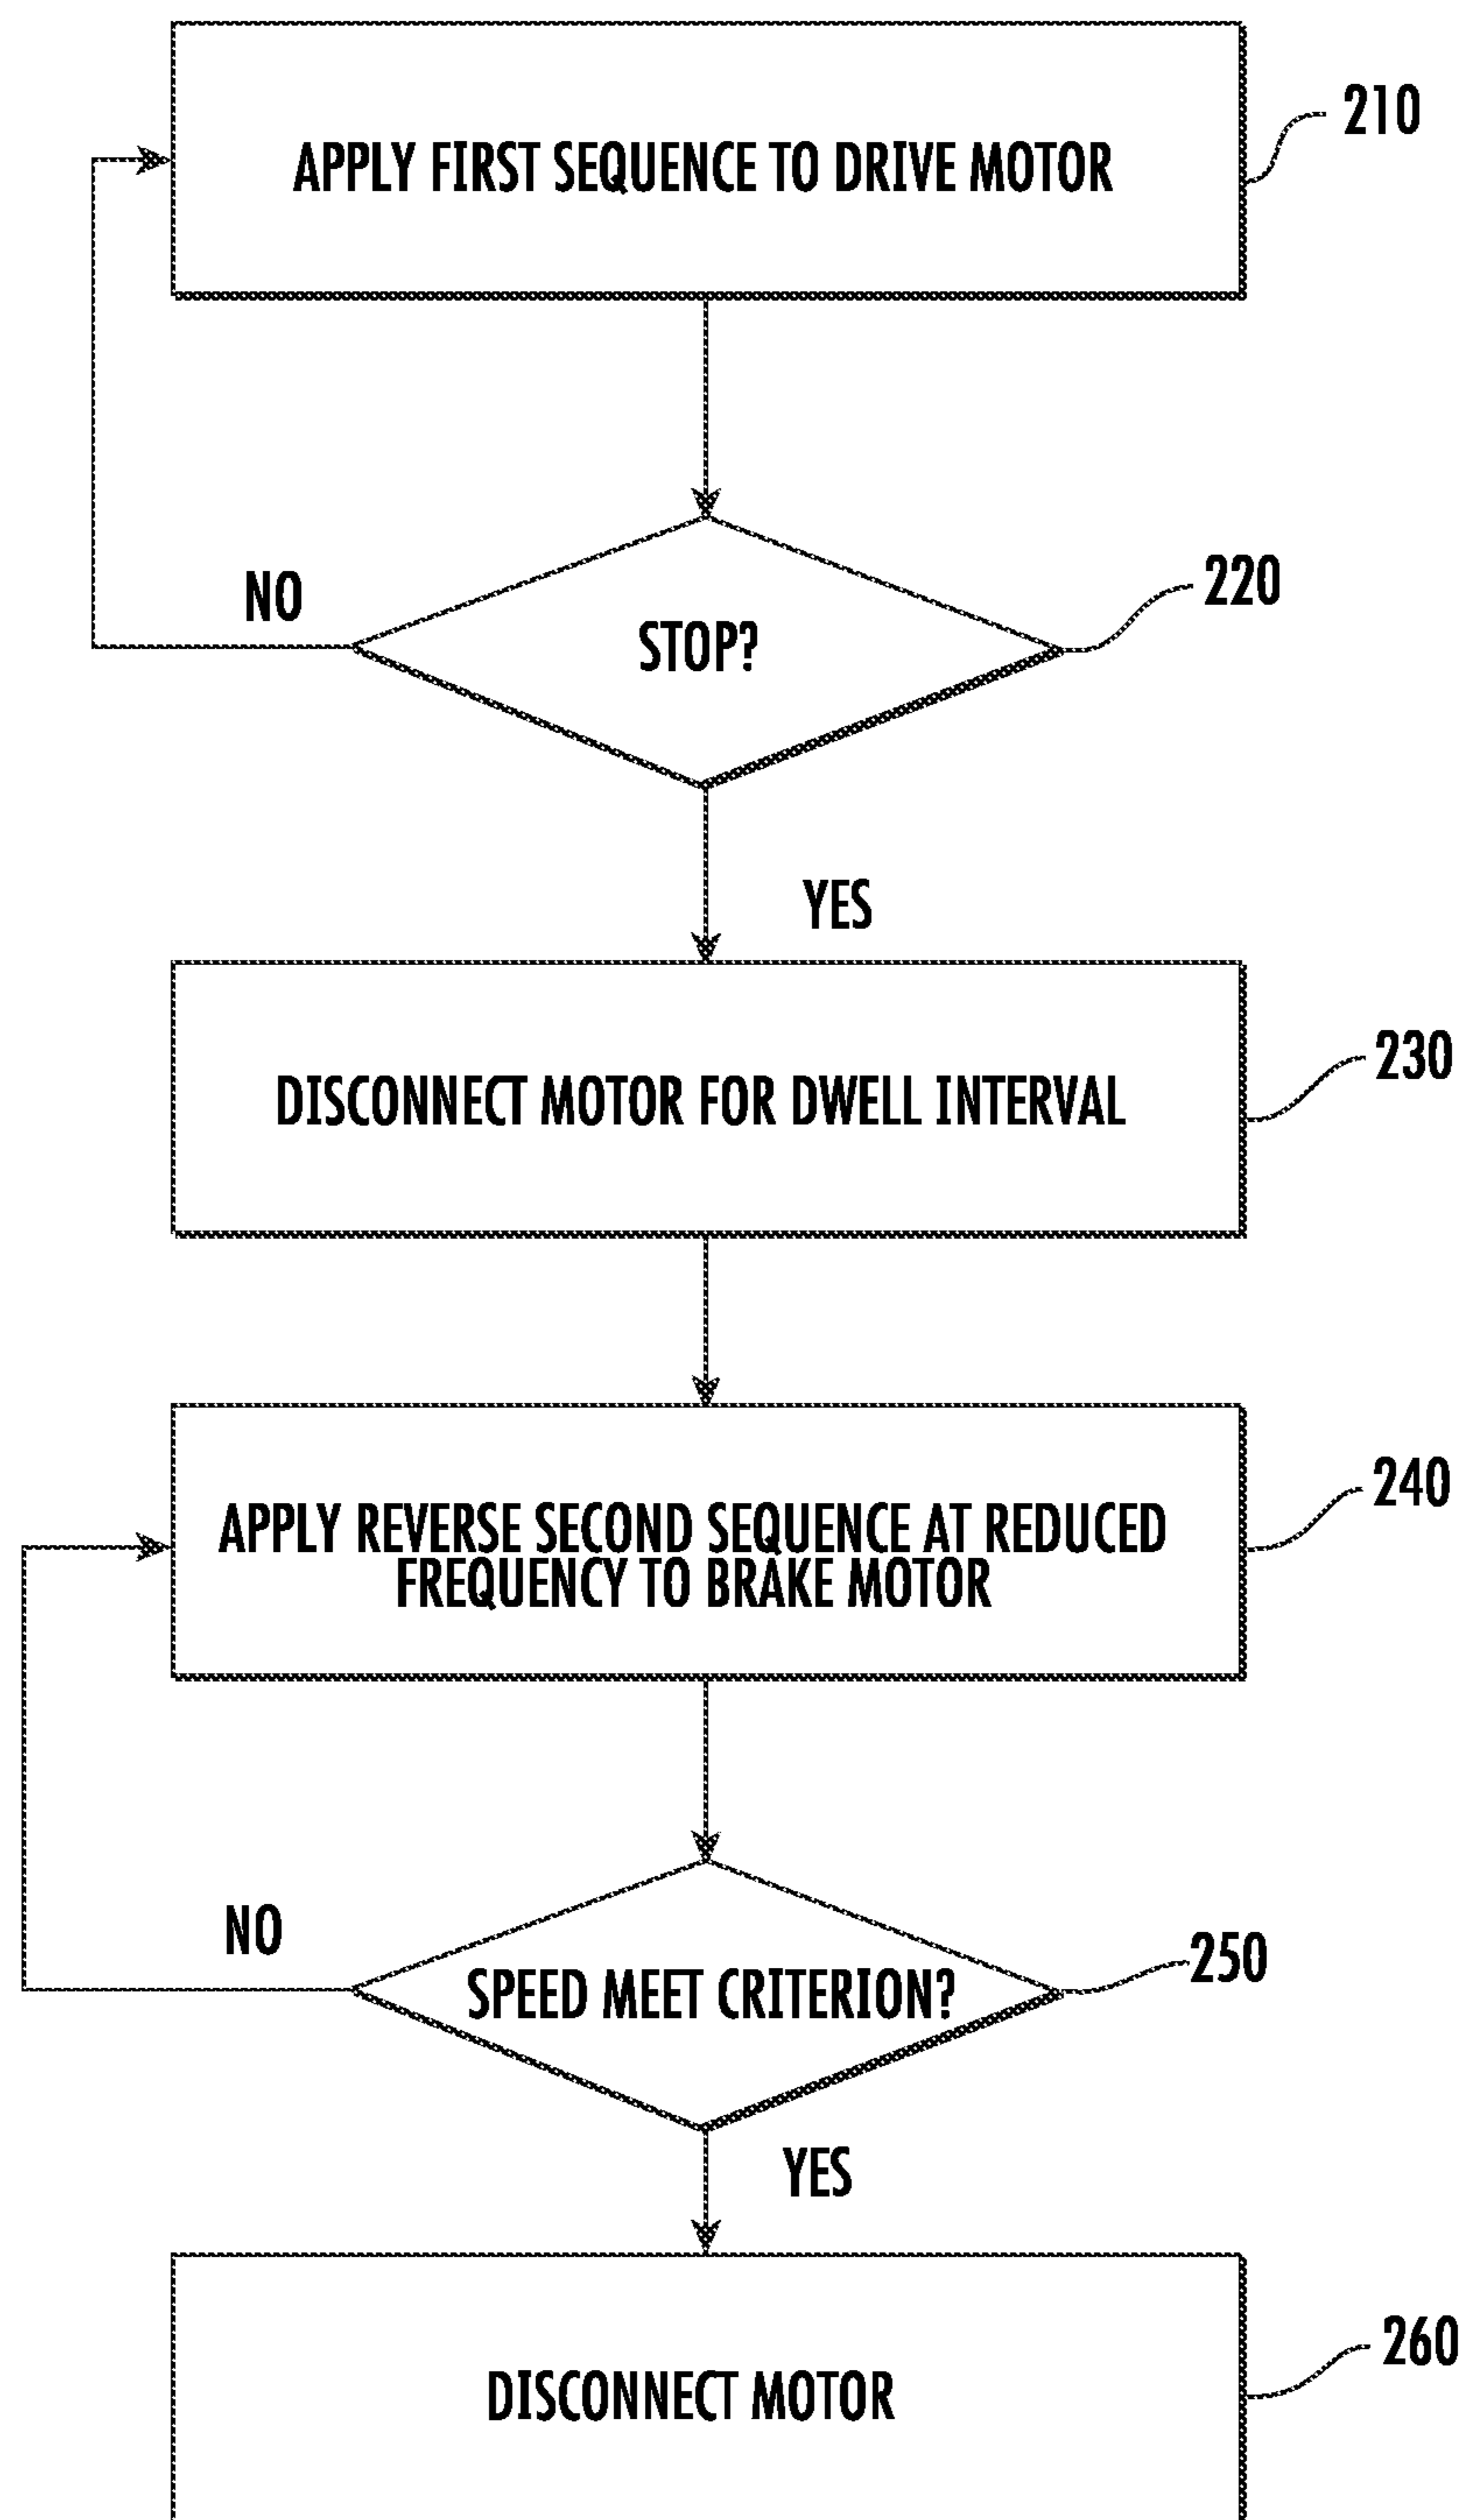 APPLY FIRST SEQUENCE TO DRIVE MOTOR
210
STOP?
220
NO
YES
DISCONNECT MOTOR FOR DWELL INTERVAL
230
APPLY REVERSE SECOND SEQUENCE AT REDUCED
FREQUENCY TO BRAKE MOTOR
240
SPEED MEET CRITERION?
250
NO
YES
DISCONNECT MOTOR
260